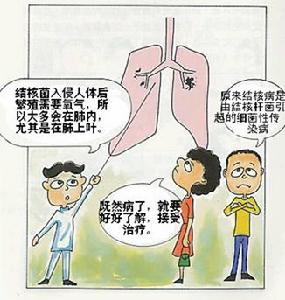 结核菌入侵人体后
繁殖需要氧气，所
以大多会在肺内，
尤其是在肺上叶。
原来结核病是
由结核杆菌引
起的细菌性传
染病
既然病了，就要
好好了解，接受
治疗。